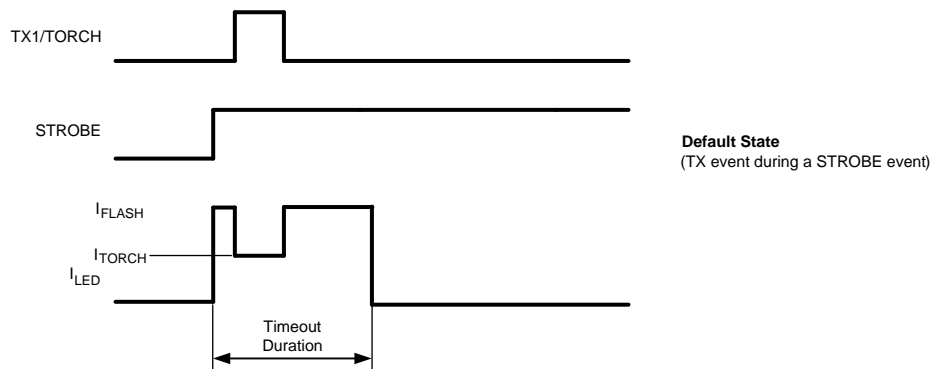 TX1/TORCH
STROBE
Default State
(TX event during a STROBE event)
IFLASH
ITORCH
ILED
Timeout
Duration